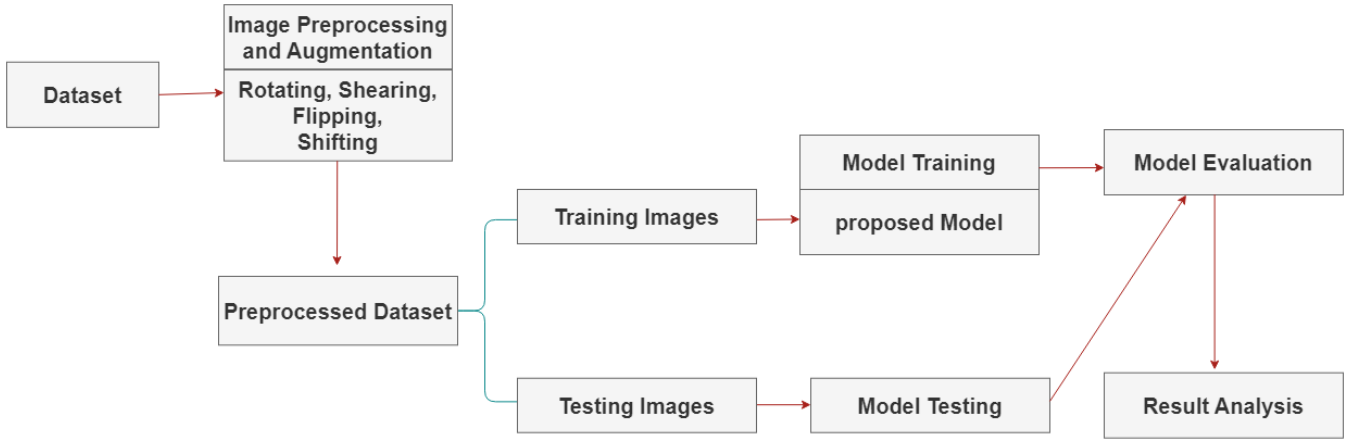 Dataset
Image Preprocessing
and Augmentation
Rotating, Shearing,
Flipping,
Shifting
Preprocessed Dataset
Training Images
Model Training
proposed Model
Testing Images
Model Testing
Model Evaluation
Result Analysis